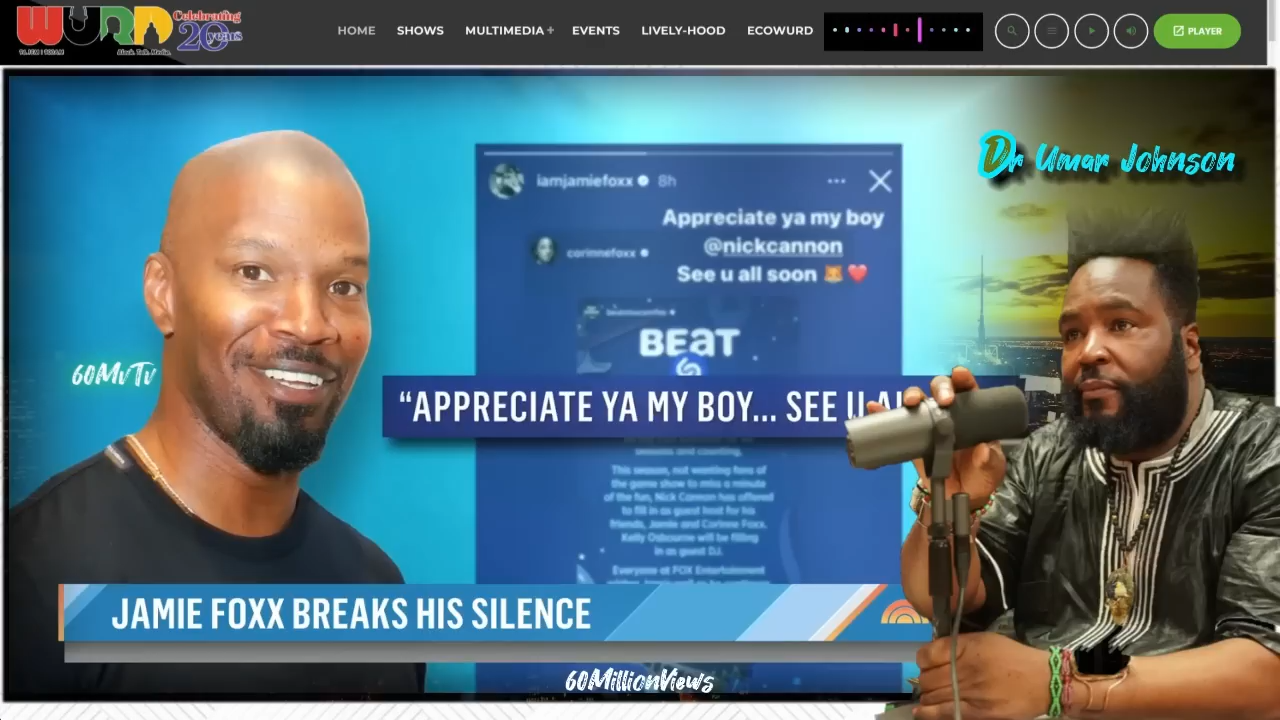 WURD
Celebrating
20 years
HOME
SHOWS
MULTIMEDIA+
EVENTS
LIVELY-HOOD
ECOWURD
PLAYER
Dr Umar Johnson
iamjamiefoxx 8h
Appreciate ya my boy
@nickcannon
See u all soon 🦊❤️
corinnefoxx
BEAT
60MvTv
“APPRECIATE YA MY BOY... SEE U AL
seasons and counting.
This season, not wanting fans of
the game show to miss a minute
of the fun, Nick Cannon has offered
to fill in as guest host for his
friends, Jamie and Corinne Foxx.
Kelly Osbourne will be filling
in as guest DJ.
Everyone at FOX Entertainment
JAMIE FOXX BREAKS HIS SILENCE
60MillionViews